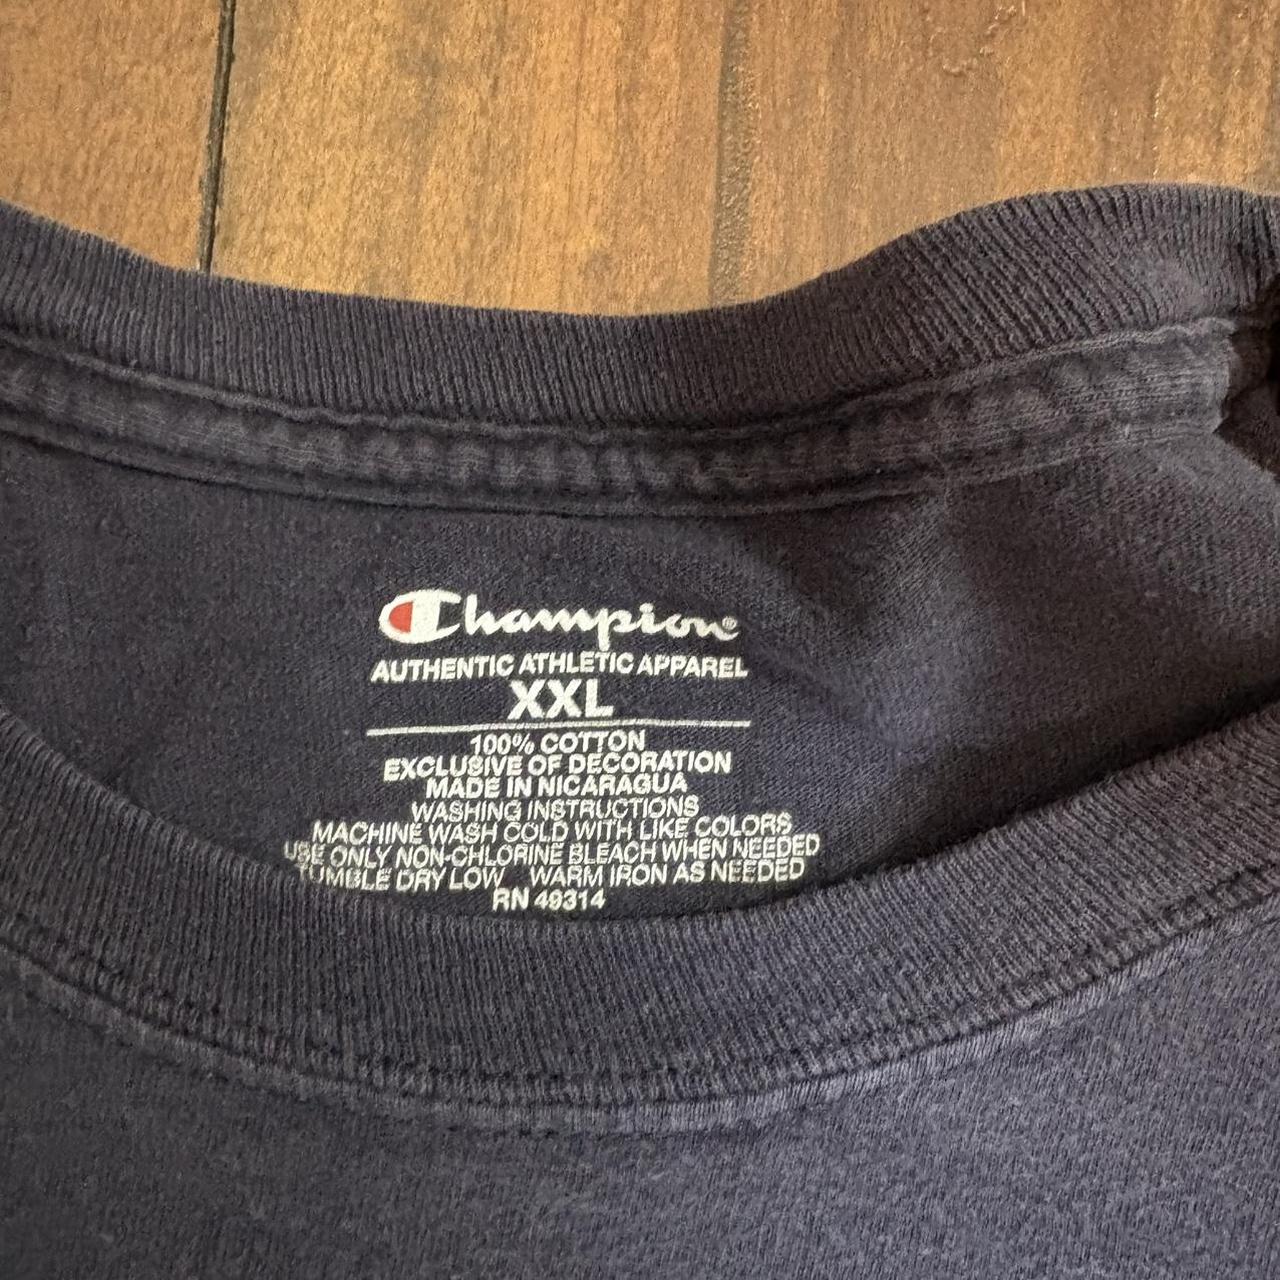 Champion®
AUTHENTIC ATHLETIC APPAREL
XXL
100% COTTON
EXCLUSIVE OF DECORATION
MADE IN NICARAGUA
WASHING INSTRUCTIONS
MACHINE WASH COLD WITH LIKE COLORS
USE ONLY NON-CHLORINE BLEACH WHEN NEEDED
TUMBLE DRY LOW WARM IRON AS NEEDED
RN 49314